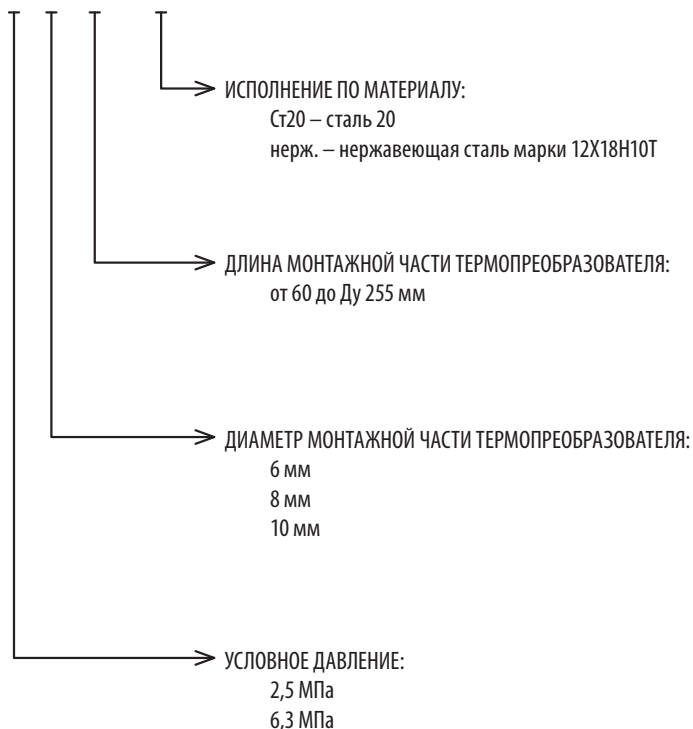 ИСПОЛНЕНИЕ ПО МАТЕРИАЛУ:
Ст20 – сталь 20
нерж. – нержавеющая сталь марки 12Х18Н10Т
ДЛИНА МОНТАЖНОЙ ЧАСТИ ТЕРМОПРЕОБРАЗОВАТЕЛЯ:
от 60 до Ду 255 мм
ДИАМЕТР МОНТАЖНОЙ ЧАСТИ ТЕРМОПРЕОБРАЗОВАТЕЛЯ:
6 мм
8 мм
10 мм
УСЛОВНОЕ ДАВЛЕНИЕ:
2,5 МПа
6,3 МПа